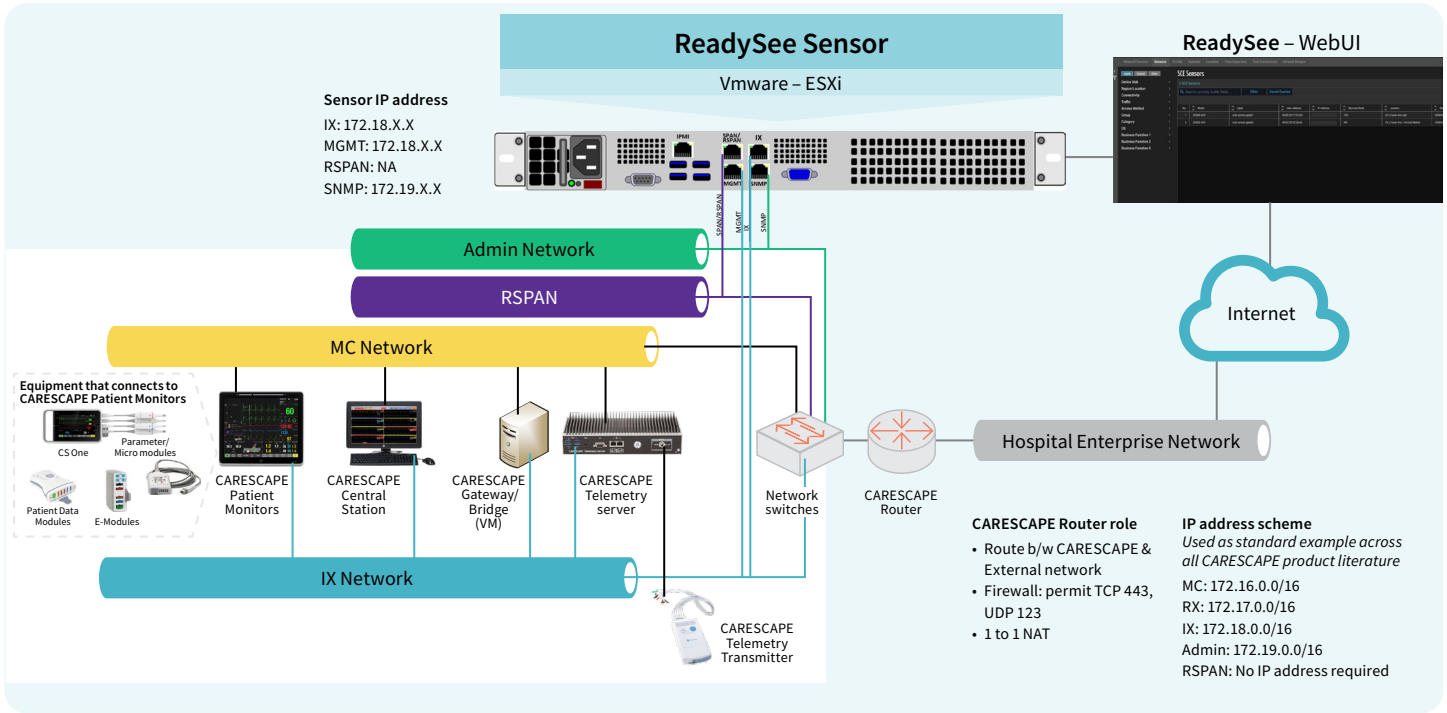 ReadySee Sensor
Vmware – ESXi
ReadySee – WebUI
SCE Sensors
Sensor IP address
IX: 172.18.X.X
MGMT: 172.18.X.X
RSPAN: NA
SNMP: 172.19.X.X
IPMI
SPAN/
RSPAN
IX
MGMT
SNMP
SPAN/RSPAN
MGMT
IX
SNMP
Admin Network
RSPAN
MC Network
Internet
Equipment that connects to
CARESCAPE Patient Monitors
CS One
Parameter/
Micro modules
Patient Data
Modules
E-Modules
60
CARESCAPE
Patient
Monitors
CARESCAPE
Central
Station
CARESCAPE
Gateway/
Bridge
(VM)
CARESCAPE
Telemetry
server
Network
switches
CARESCAPE
Router
Hospital Enterprise Network
IX Network
CARESCAPE
Telemetry
Transmitter
CARESCAPE Router role
• Route b/w CARESCAPE &
External network
• Firewall: permit TCP 443,
UDP 123
• 1 to 1 NAT
IP address scheme
Used as standard example across
all CARESCAPE product literature
MC: 172.16.0.0/16
RX: 172.17.0.0/16
IX: 172.18.0.0/16
Admin: 172.19.0.0/16
RSPAN: No IP address required